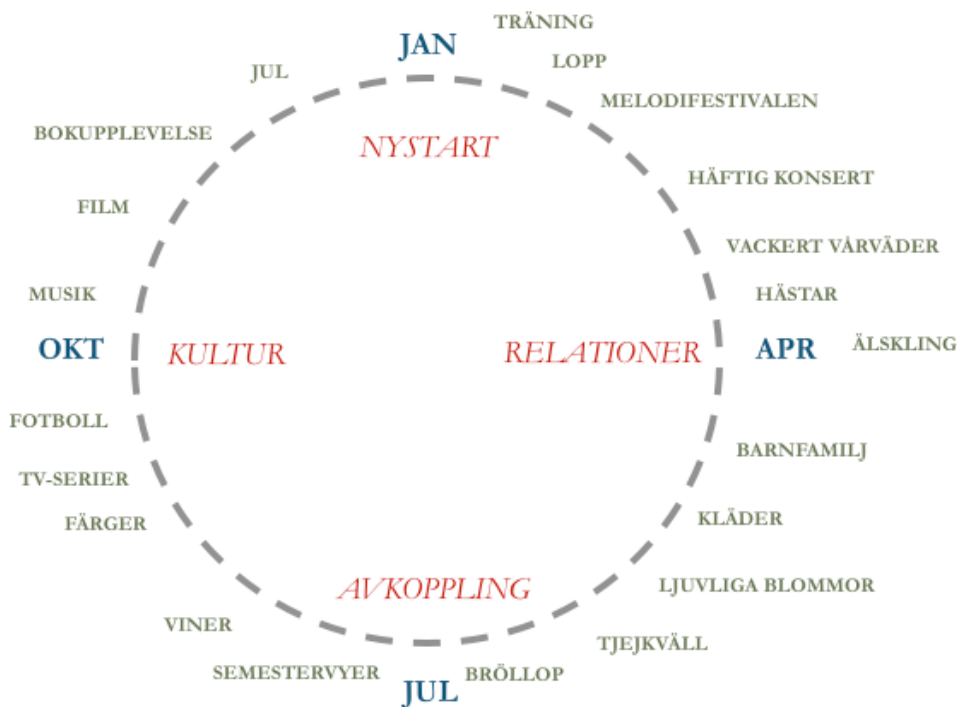 TRÄNING
JAN
LOPP
JUL
MELODIFESTIVALEN
BOKUPPLEVELSE
NYSTART
HÄFTIG KONSERT
FILM
VACKERT VÅRVÄDER
MUSIK
HÄSTAR
OKT
KULTUR
RELATIONER
APR
ÄLSKLING
FOTBOLL
BARNFAMILJ
TV-SERIER
FÄRGER
KLÄDER
AVKOPPLING
LJUVLIGA BLOMMOR
VINER
TJEJKVÄLL
SEMESTERVYER
BRÖLLOP
JUL